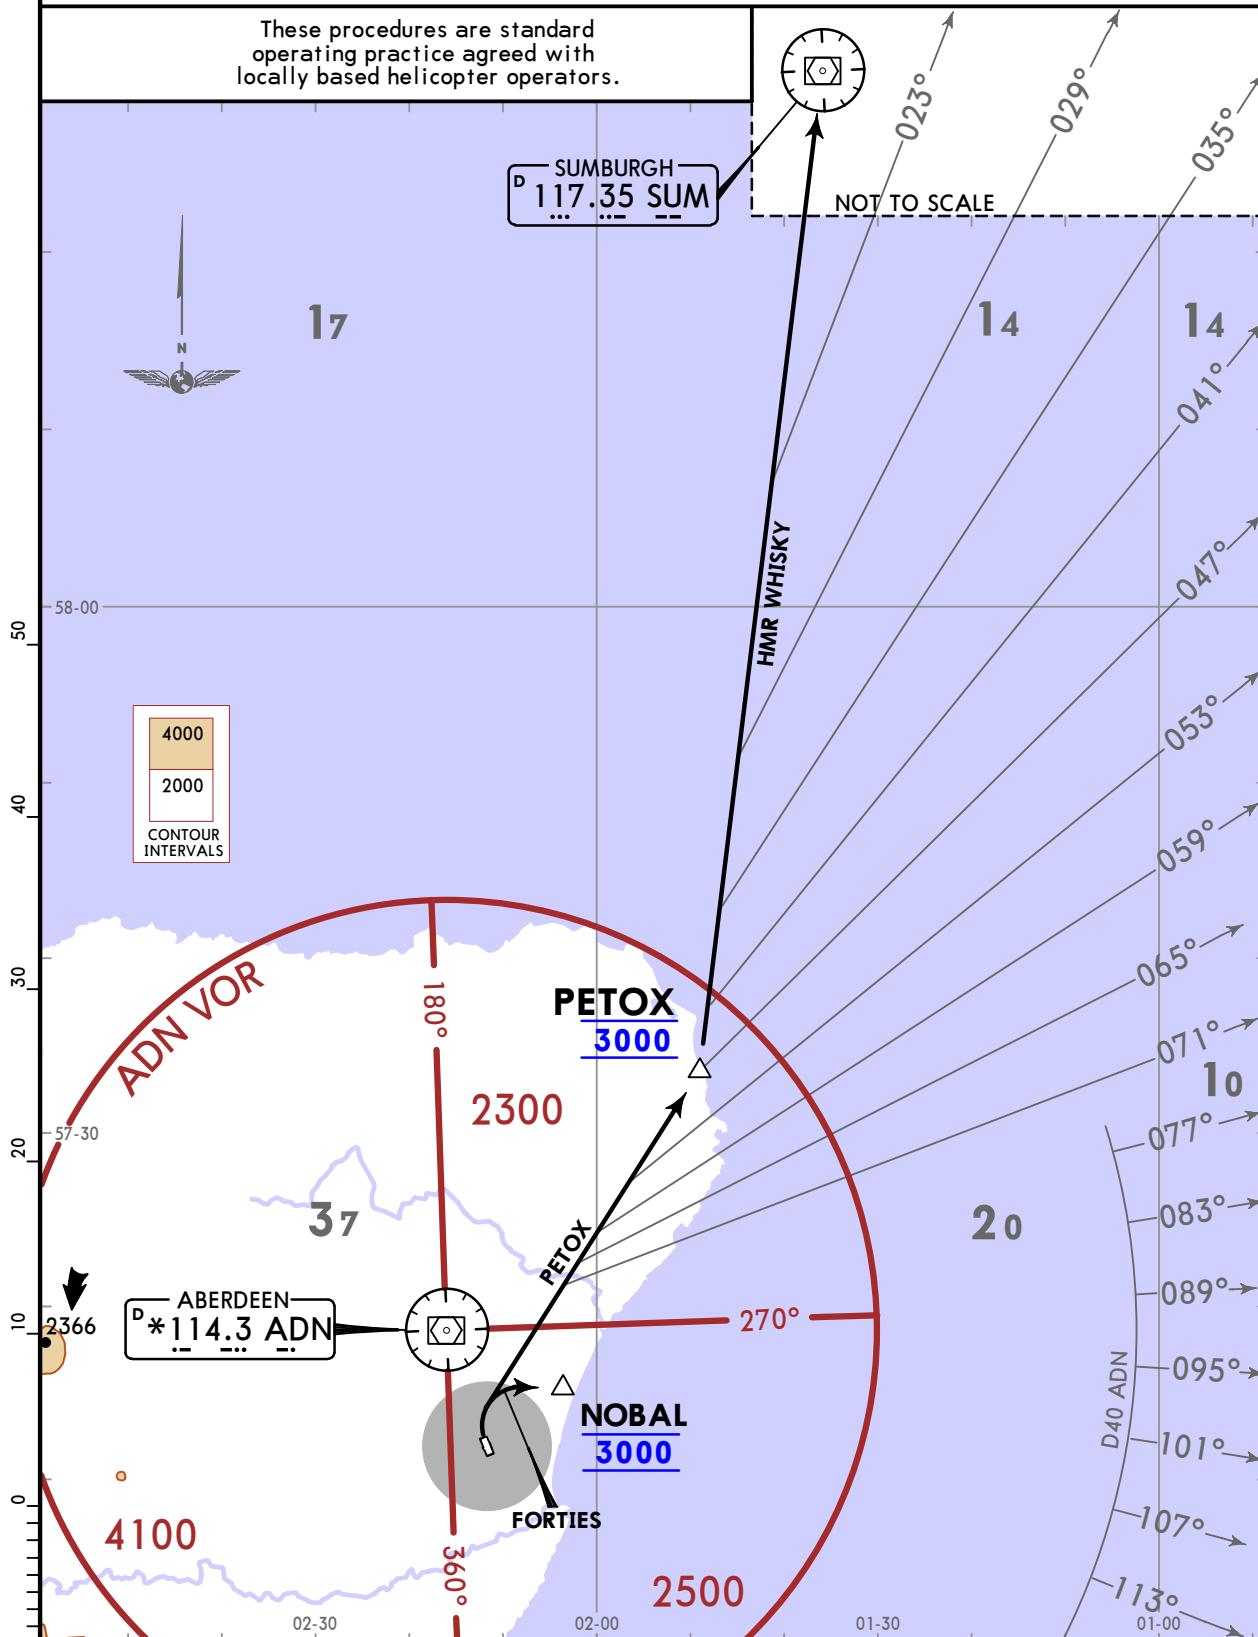 These procedures are standard
operating practice agreed with
locally based helicopter operators.
SUMBURGH
D 117.35 SUM
NOT TO SCALE
023°
029°
035°
17
14
14
N
041°
HMR WHISKY
047°
58-00
50
053°
4000
2000
CONTOUR
INTERVALS
40
059°
065°
ADN VOR
30
180°
PETOX
3000
071°
10
2300
57-30
20
077°
37
20
083°
PETOX
089°
ABERDEEN
D *114.3 ADN
270°
10
2366
095°
D40 ADN
NOBAL
3000
101°
0
FORTIES
107°
4100
360°
2500
113°
02-30
02-00
01-30
01-00